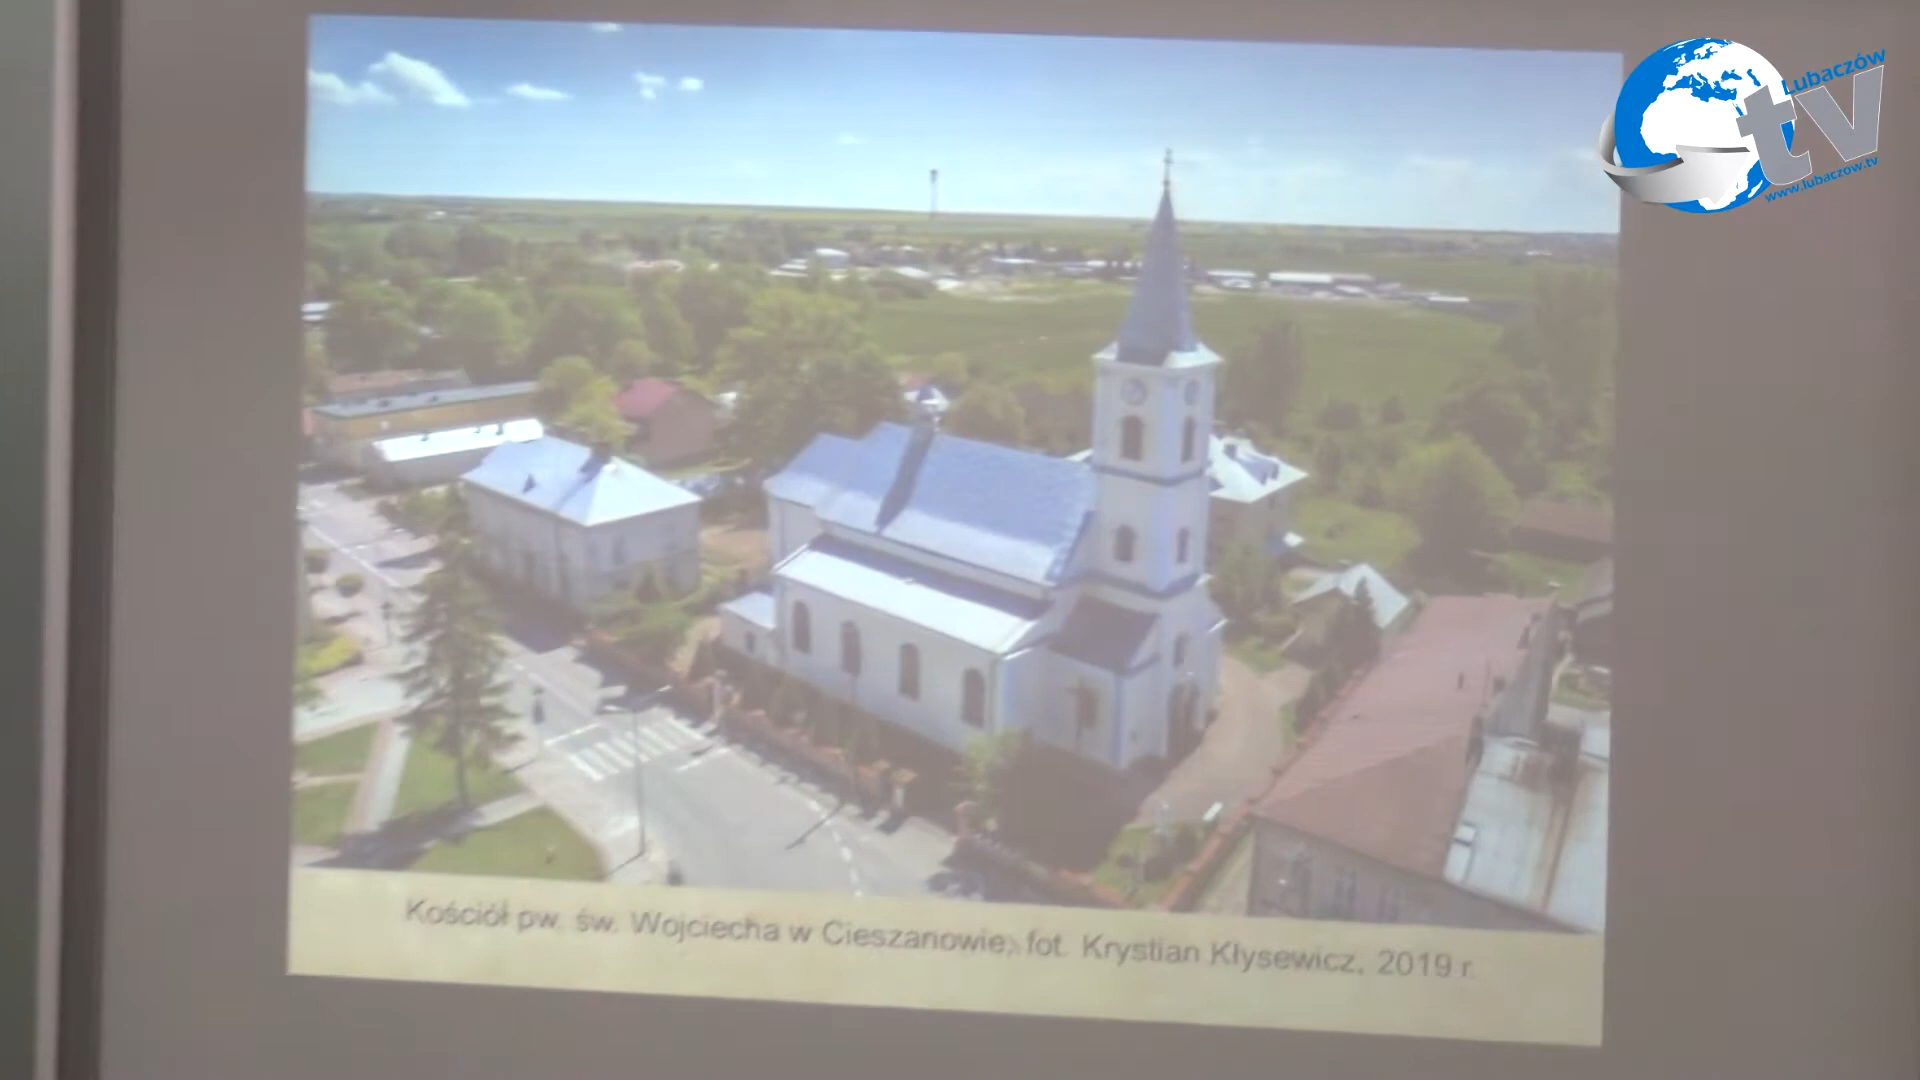 Lubaczów
tv
www.lubaczow.tv
Kościół pw. św. Wojciecha w Cieszanowie, fot. Krystian Kłysewicz, 2019 r.